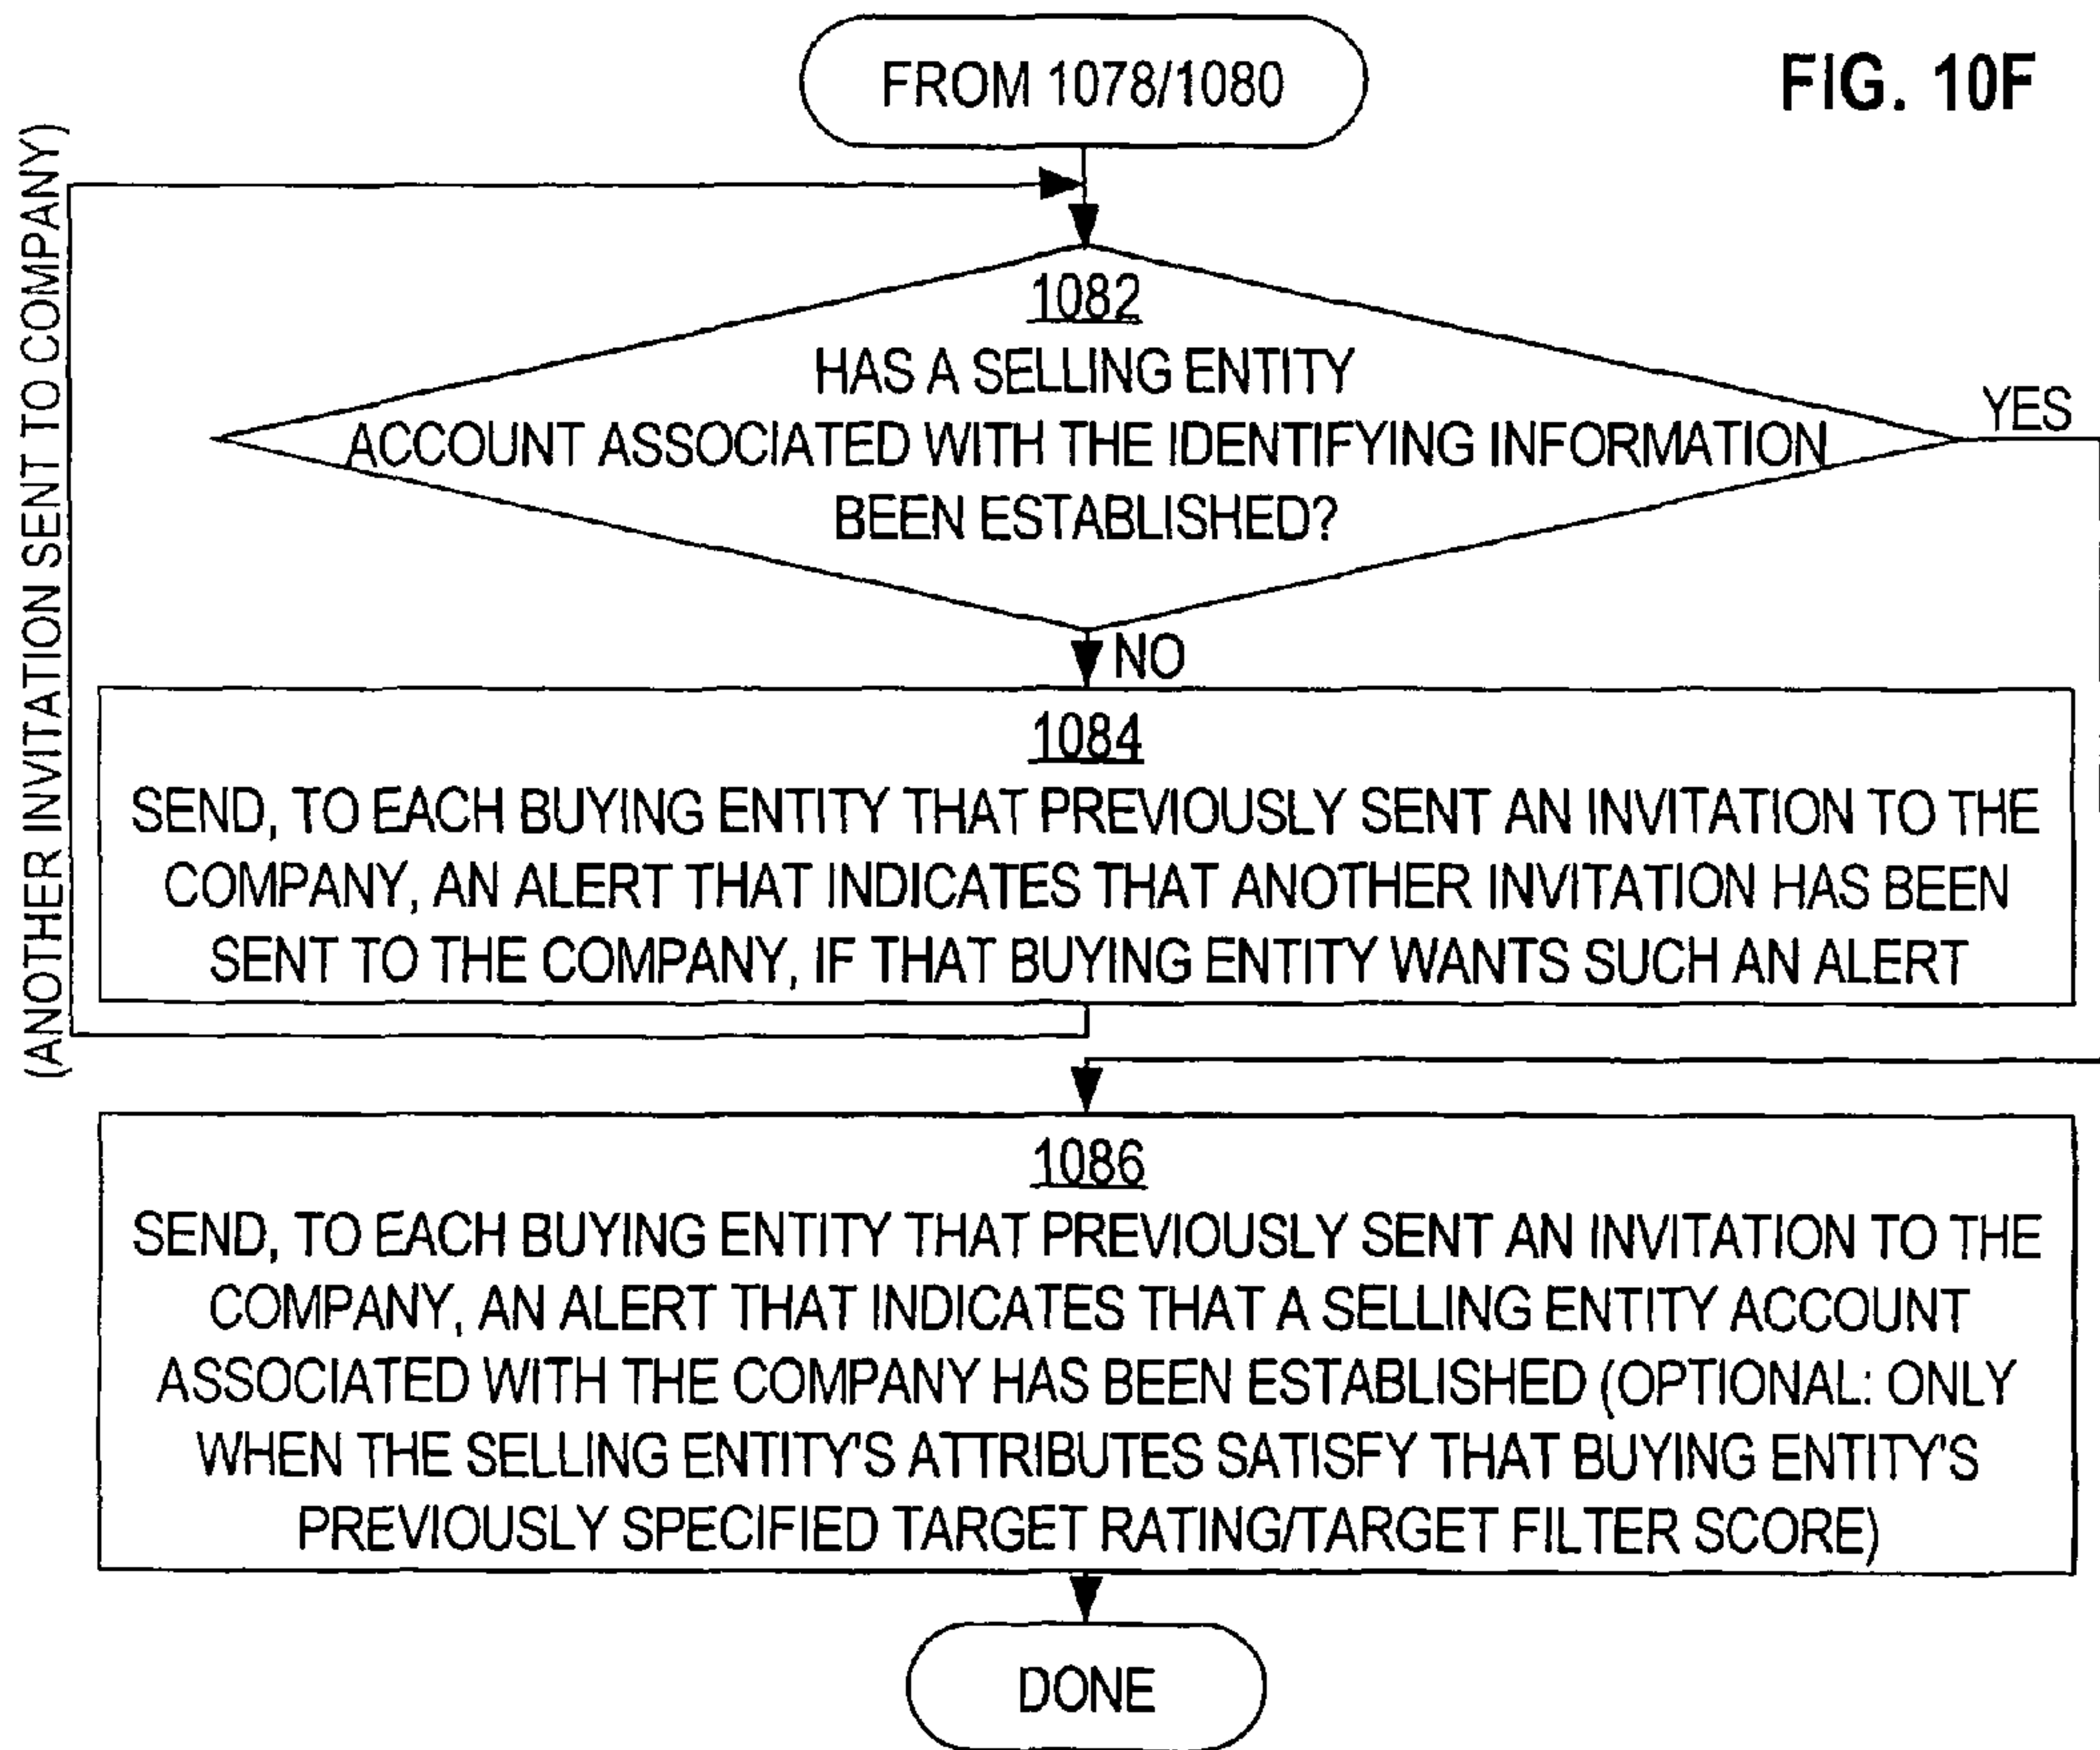 FROM 1078/1080
FIG. 10F
(ANOTHER INVITATION SENT TO COMPANY)
1082
HAS A SELLING ENTITY
ACCOUNT ASSOCIATED WITH THE IDENTIFYING INFORMATION
BEEN ESTABLISHED?
YES
NO
1084
SEND, TO EACH BUYING ENTITY THAT PREVIOUSLY SENT AN INVITATION TO THE
COMPANY, AN ALERT THAT INDICATES THAT ANOTHER INVITATION HAS BEEN
SENT TO THE COMPANY, IF THAT BUYING ENTITY WANTS SUCH AN ALERT
1086
SEND, TO EACH BUYING ENTITY THAT PREVIOUSLY SENT AN INVITATION TO THE
COMPANY, AN ALERT THAT INDICATES THAT A SELLING ENTITY ACCOUNT
ASSOCIATED WITH THE COMPANY HAS BEEN ESTABLISHED (OPTIONAL: ONLY
WHEN THE SELLING ENTITY'S ATTRIBUTES SATISFY THAT BUYING ENTITY'S
PREVIOUSLY SPECIFIED TARGET RATING/TARGET FILTER SCORE)
DONE